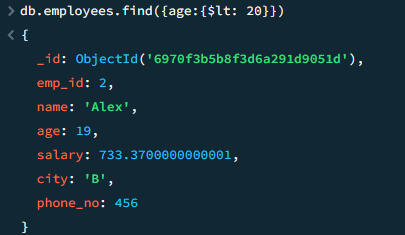 > db.employees.find({age:{$lt: 20}})
< {
_id: ObjectId('6970f3b5b8f3d6a291d9051d'),
emp_id: 2,
name: 'Alex',
age: 19,
salary: 733.3700000000001,
city: 'B',
phone_no: 456
}